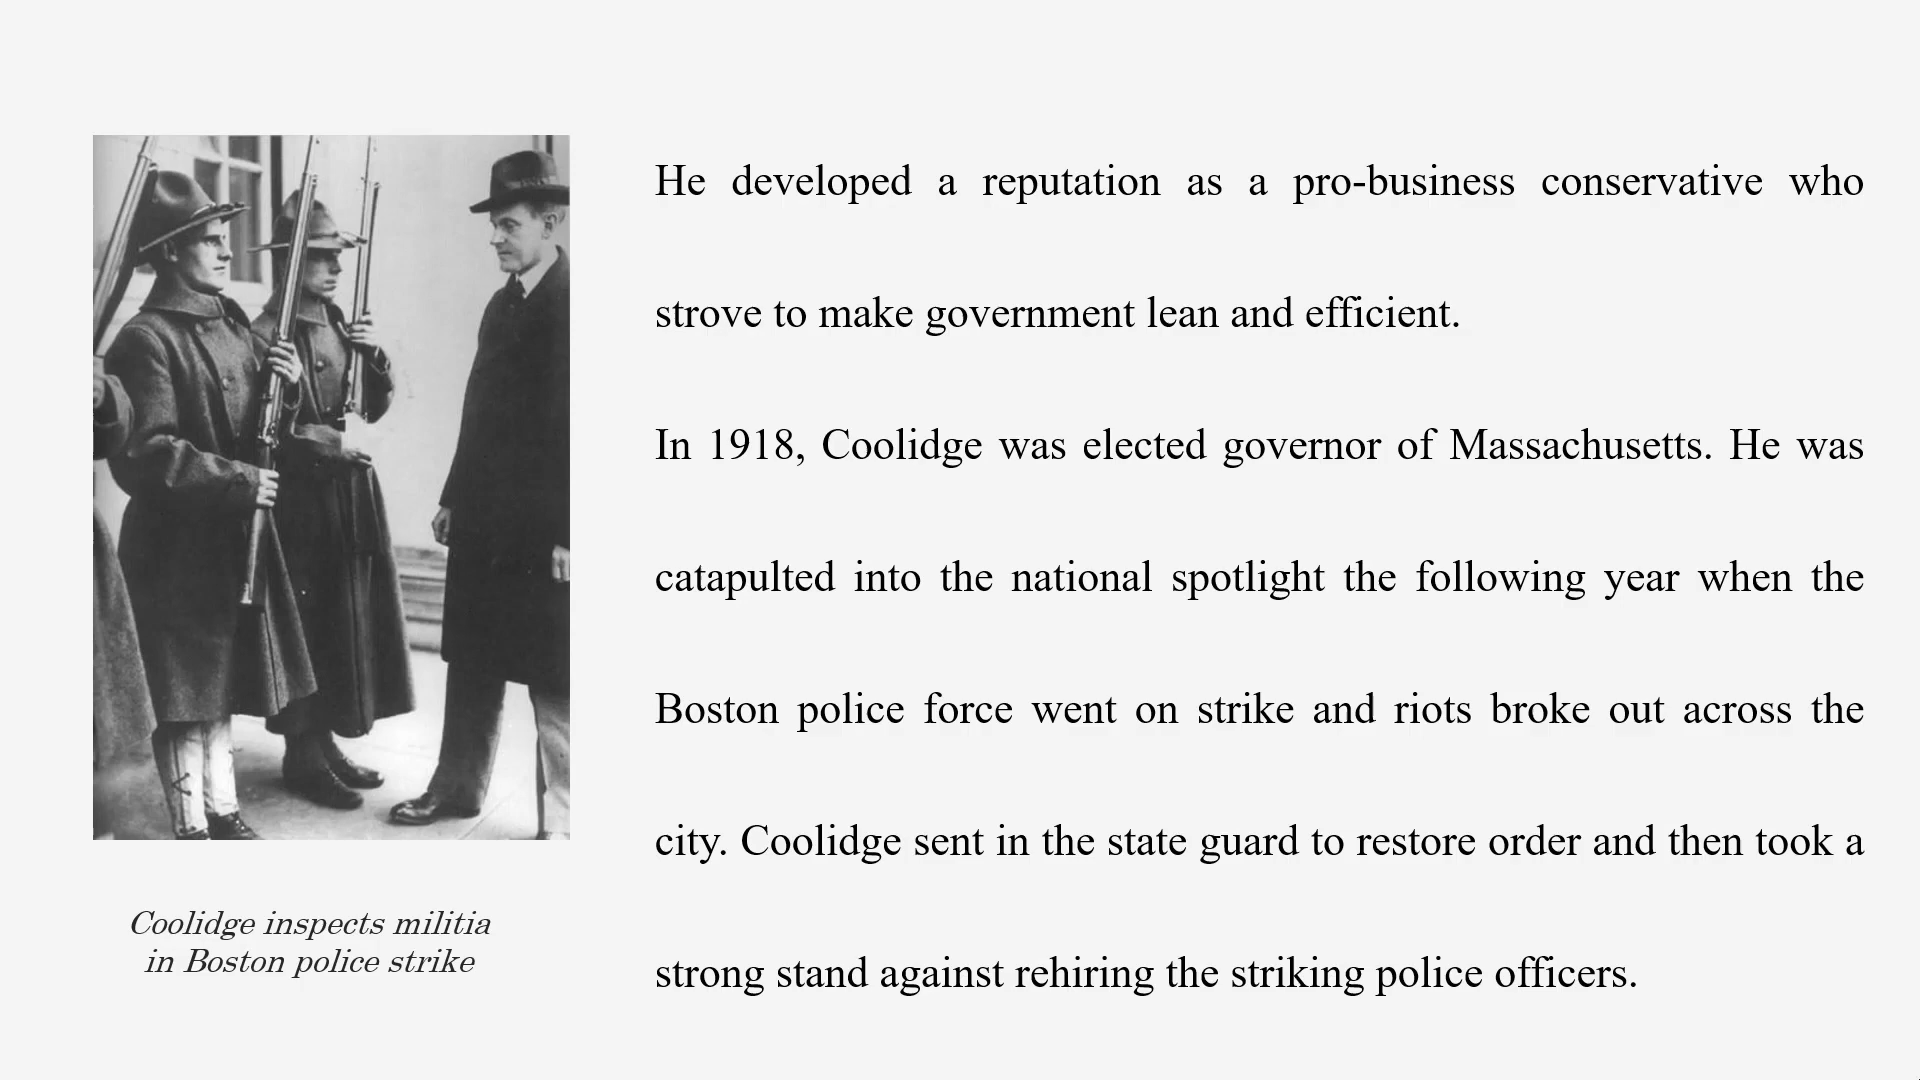 He developed a reputation as a pro-business conservative who
strove to make government lean and efficient.
In 1918, Coolidge was elected governor of Massachusetts. He was
catapulted into the national spotlight the following year when the
Boston police force went on strike and riots broke out across the
city. Coolidge sent in the state guard to restore order and then took a
strong stand against rehiring the striking police officers.
Coolidge inspects militia
in Boston police strike